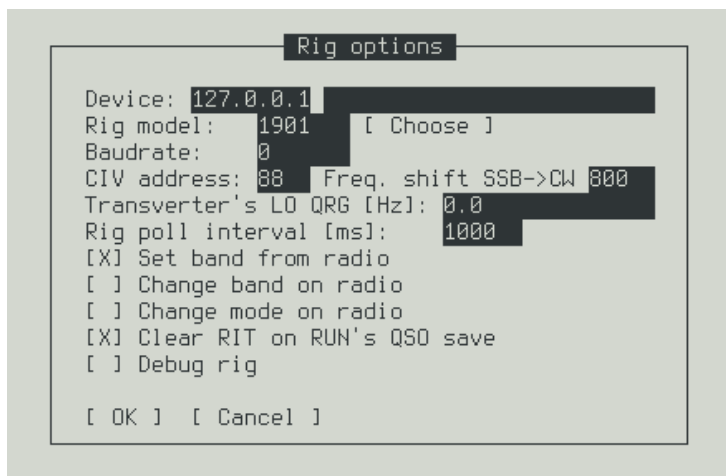 Rig options
Device: 127.0.0.1
Rig model: 1901 [ Choose ]
Baudrate: 0
CIV address: 88 Freq. shift SSB->CW 800
Transverter's LO QRG [Hz]: 0.0
Rig poll interval [ms]: 1000
[X] Set band from radio
[ ] Change band on radio
[ ] Change mode on radio
[X] Clear RIT on RUN's QSO save
[ ] Debug rig
[ OK ] [ Cancel ]